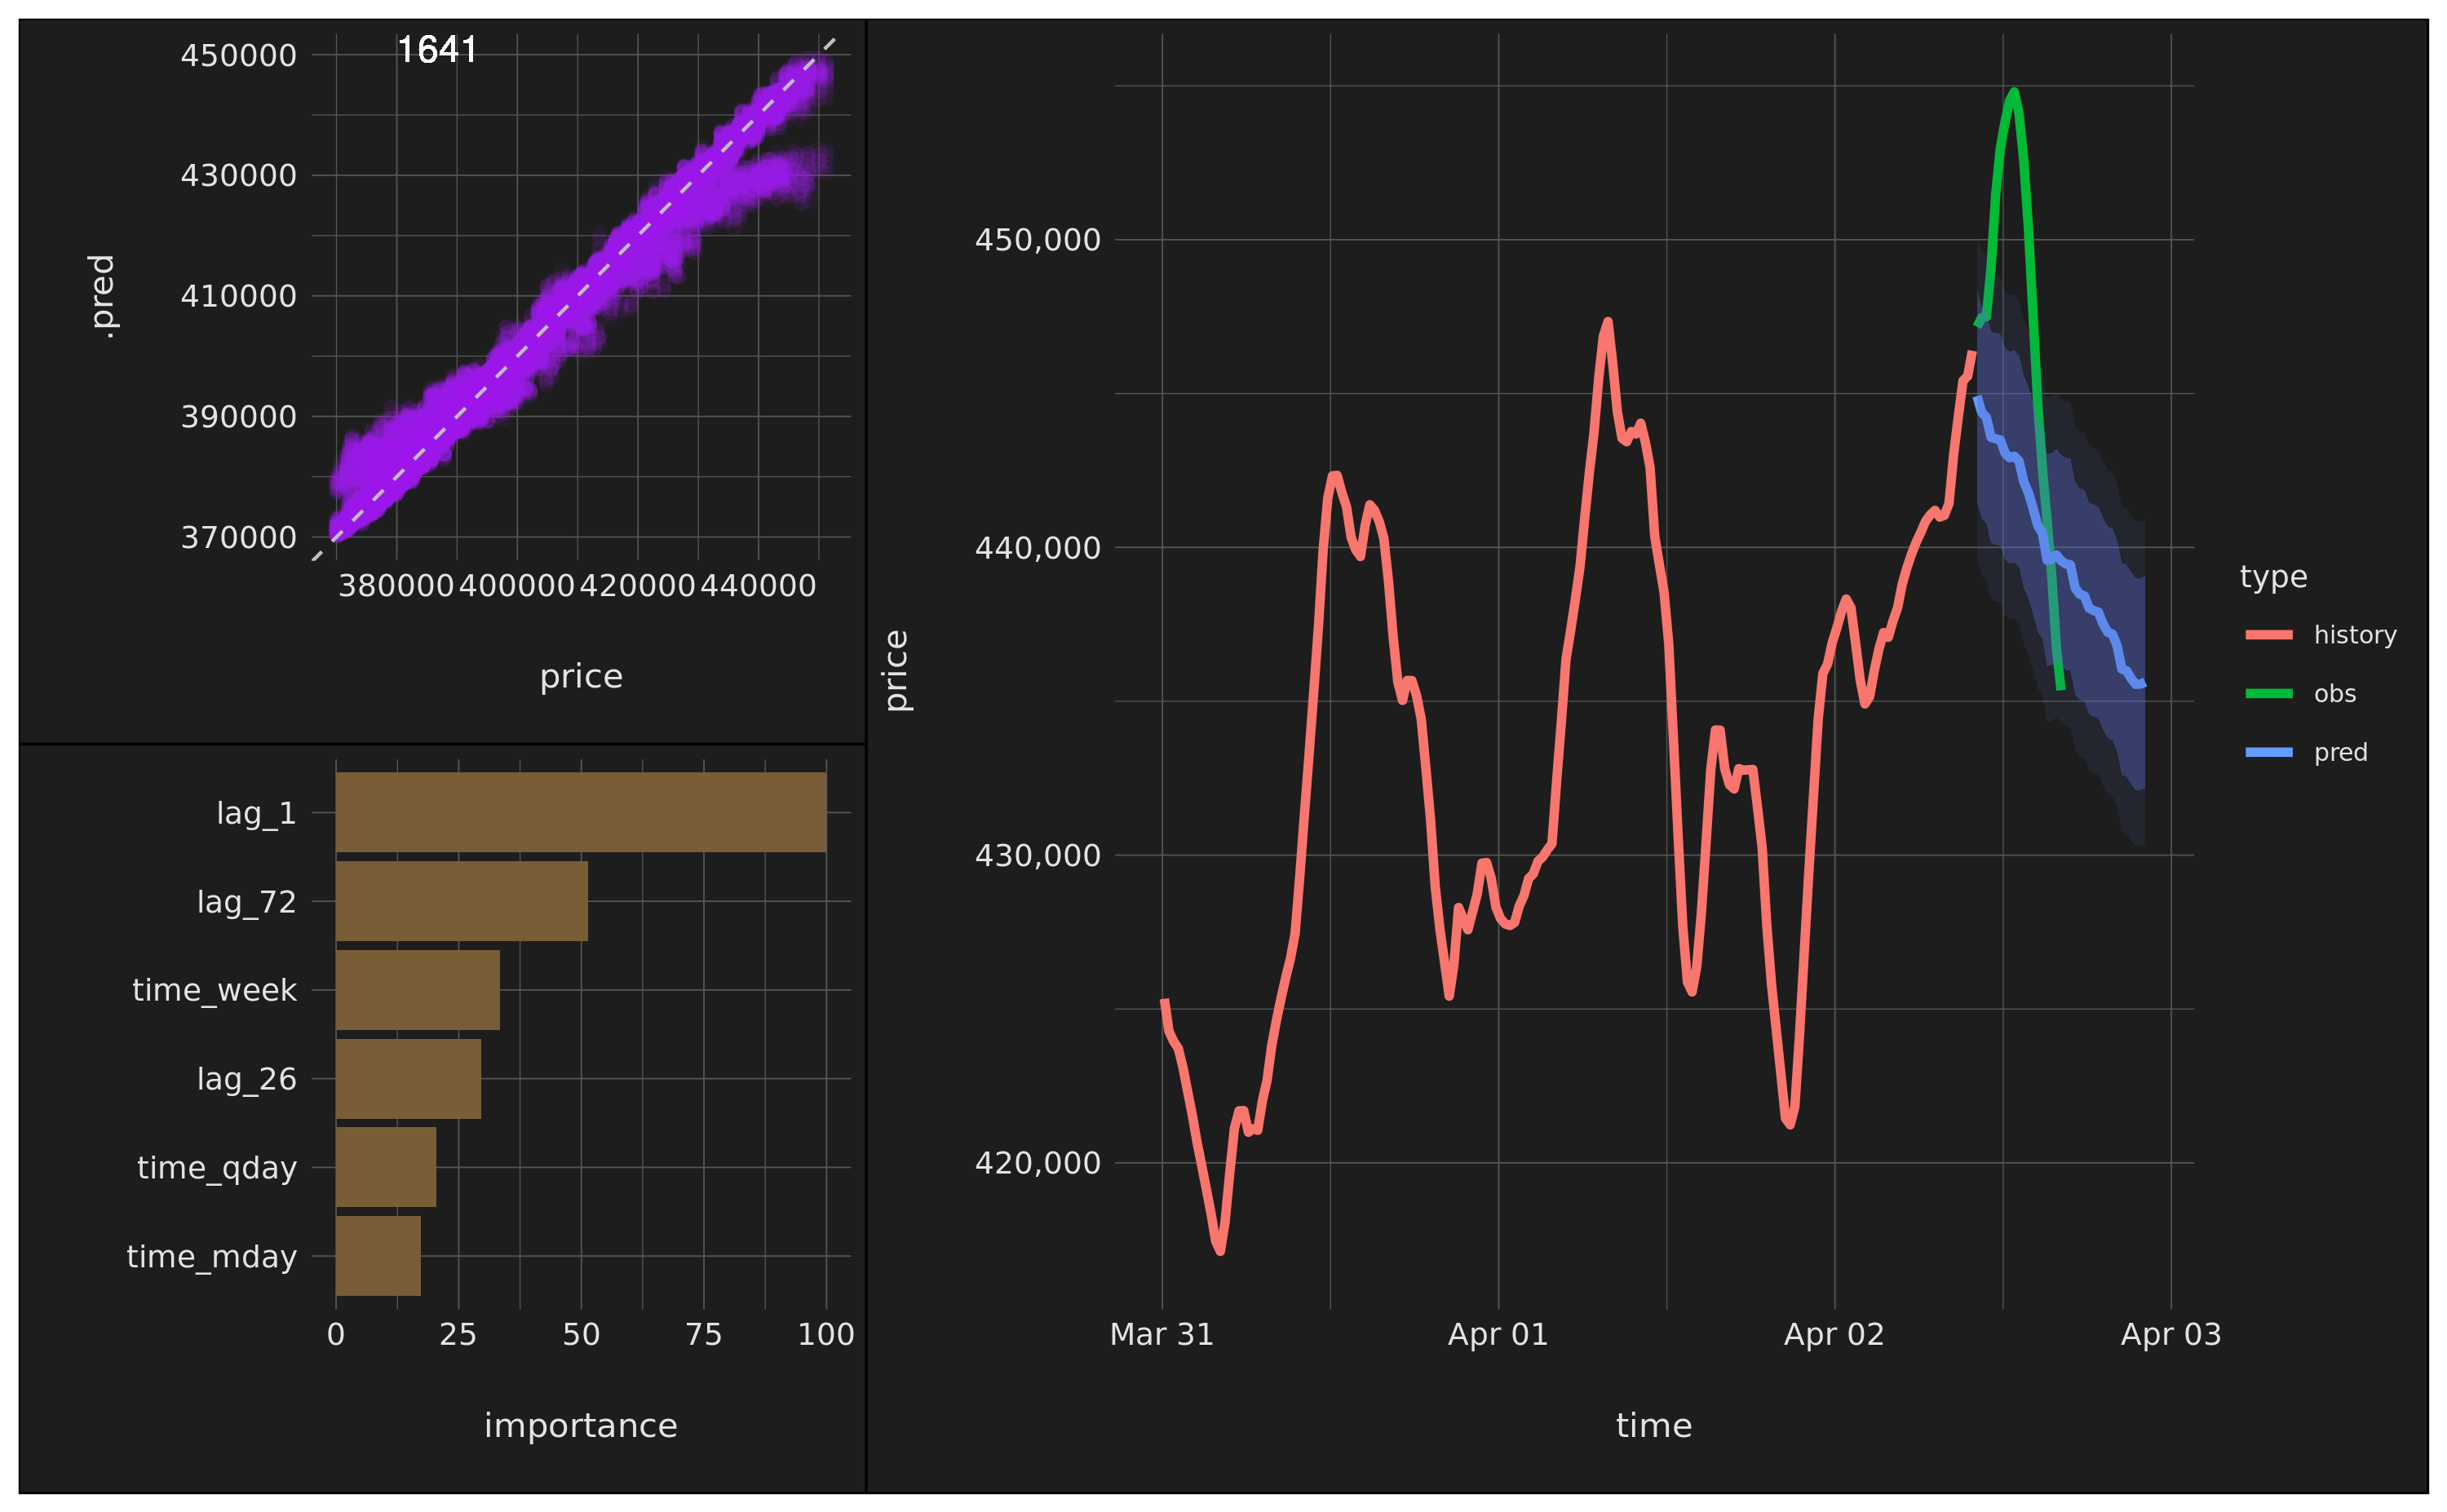 1641
450000
430000
410000
390000
370000
.pred
380000 400000 420000 440000
price
lag_1
lag_72
time_week
lag_26
time_qday
time_mday
0 25 50 75 100
importance
450,000
440,000
430,000
420,000
price
Mar 31 Apr 01 Apr 02 Apr 03
time
type
history
obs
pred